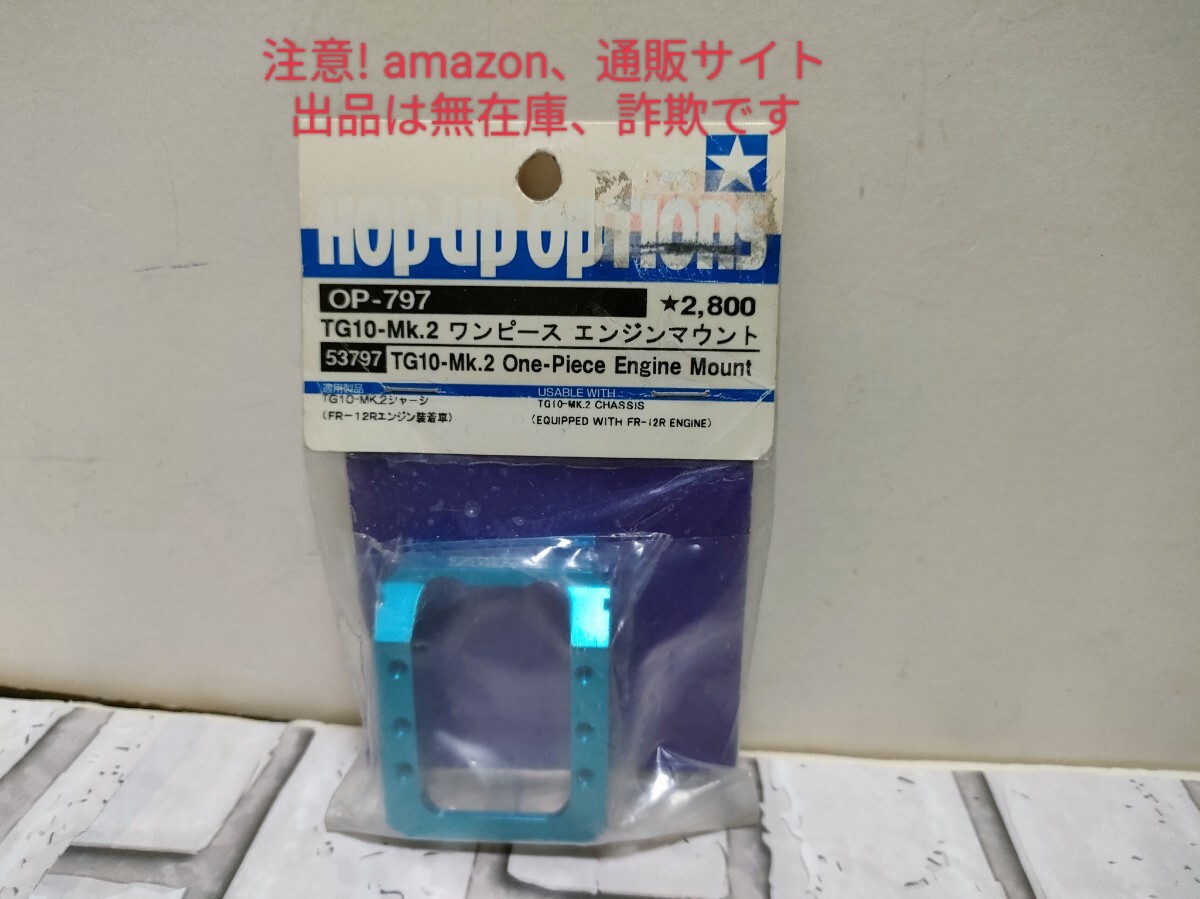 注意! amazon、通販サイト
出品は無在庫、詐欺です
HOP-UP OPTIONS
OP-797 ★2,800
TG10-Mk.2 ワンピース エンジンマウント
53797 TG10-Mk.2 One-Piece Engine Mount
適用製品
TG10-MK.2シャーシ
(FR-12Rエンジン装着車)
USABLE WITH
TG10-MK.2 CHASSIS
(EQUIPPED WITH FR-12R ENGINE)